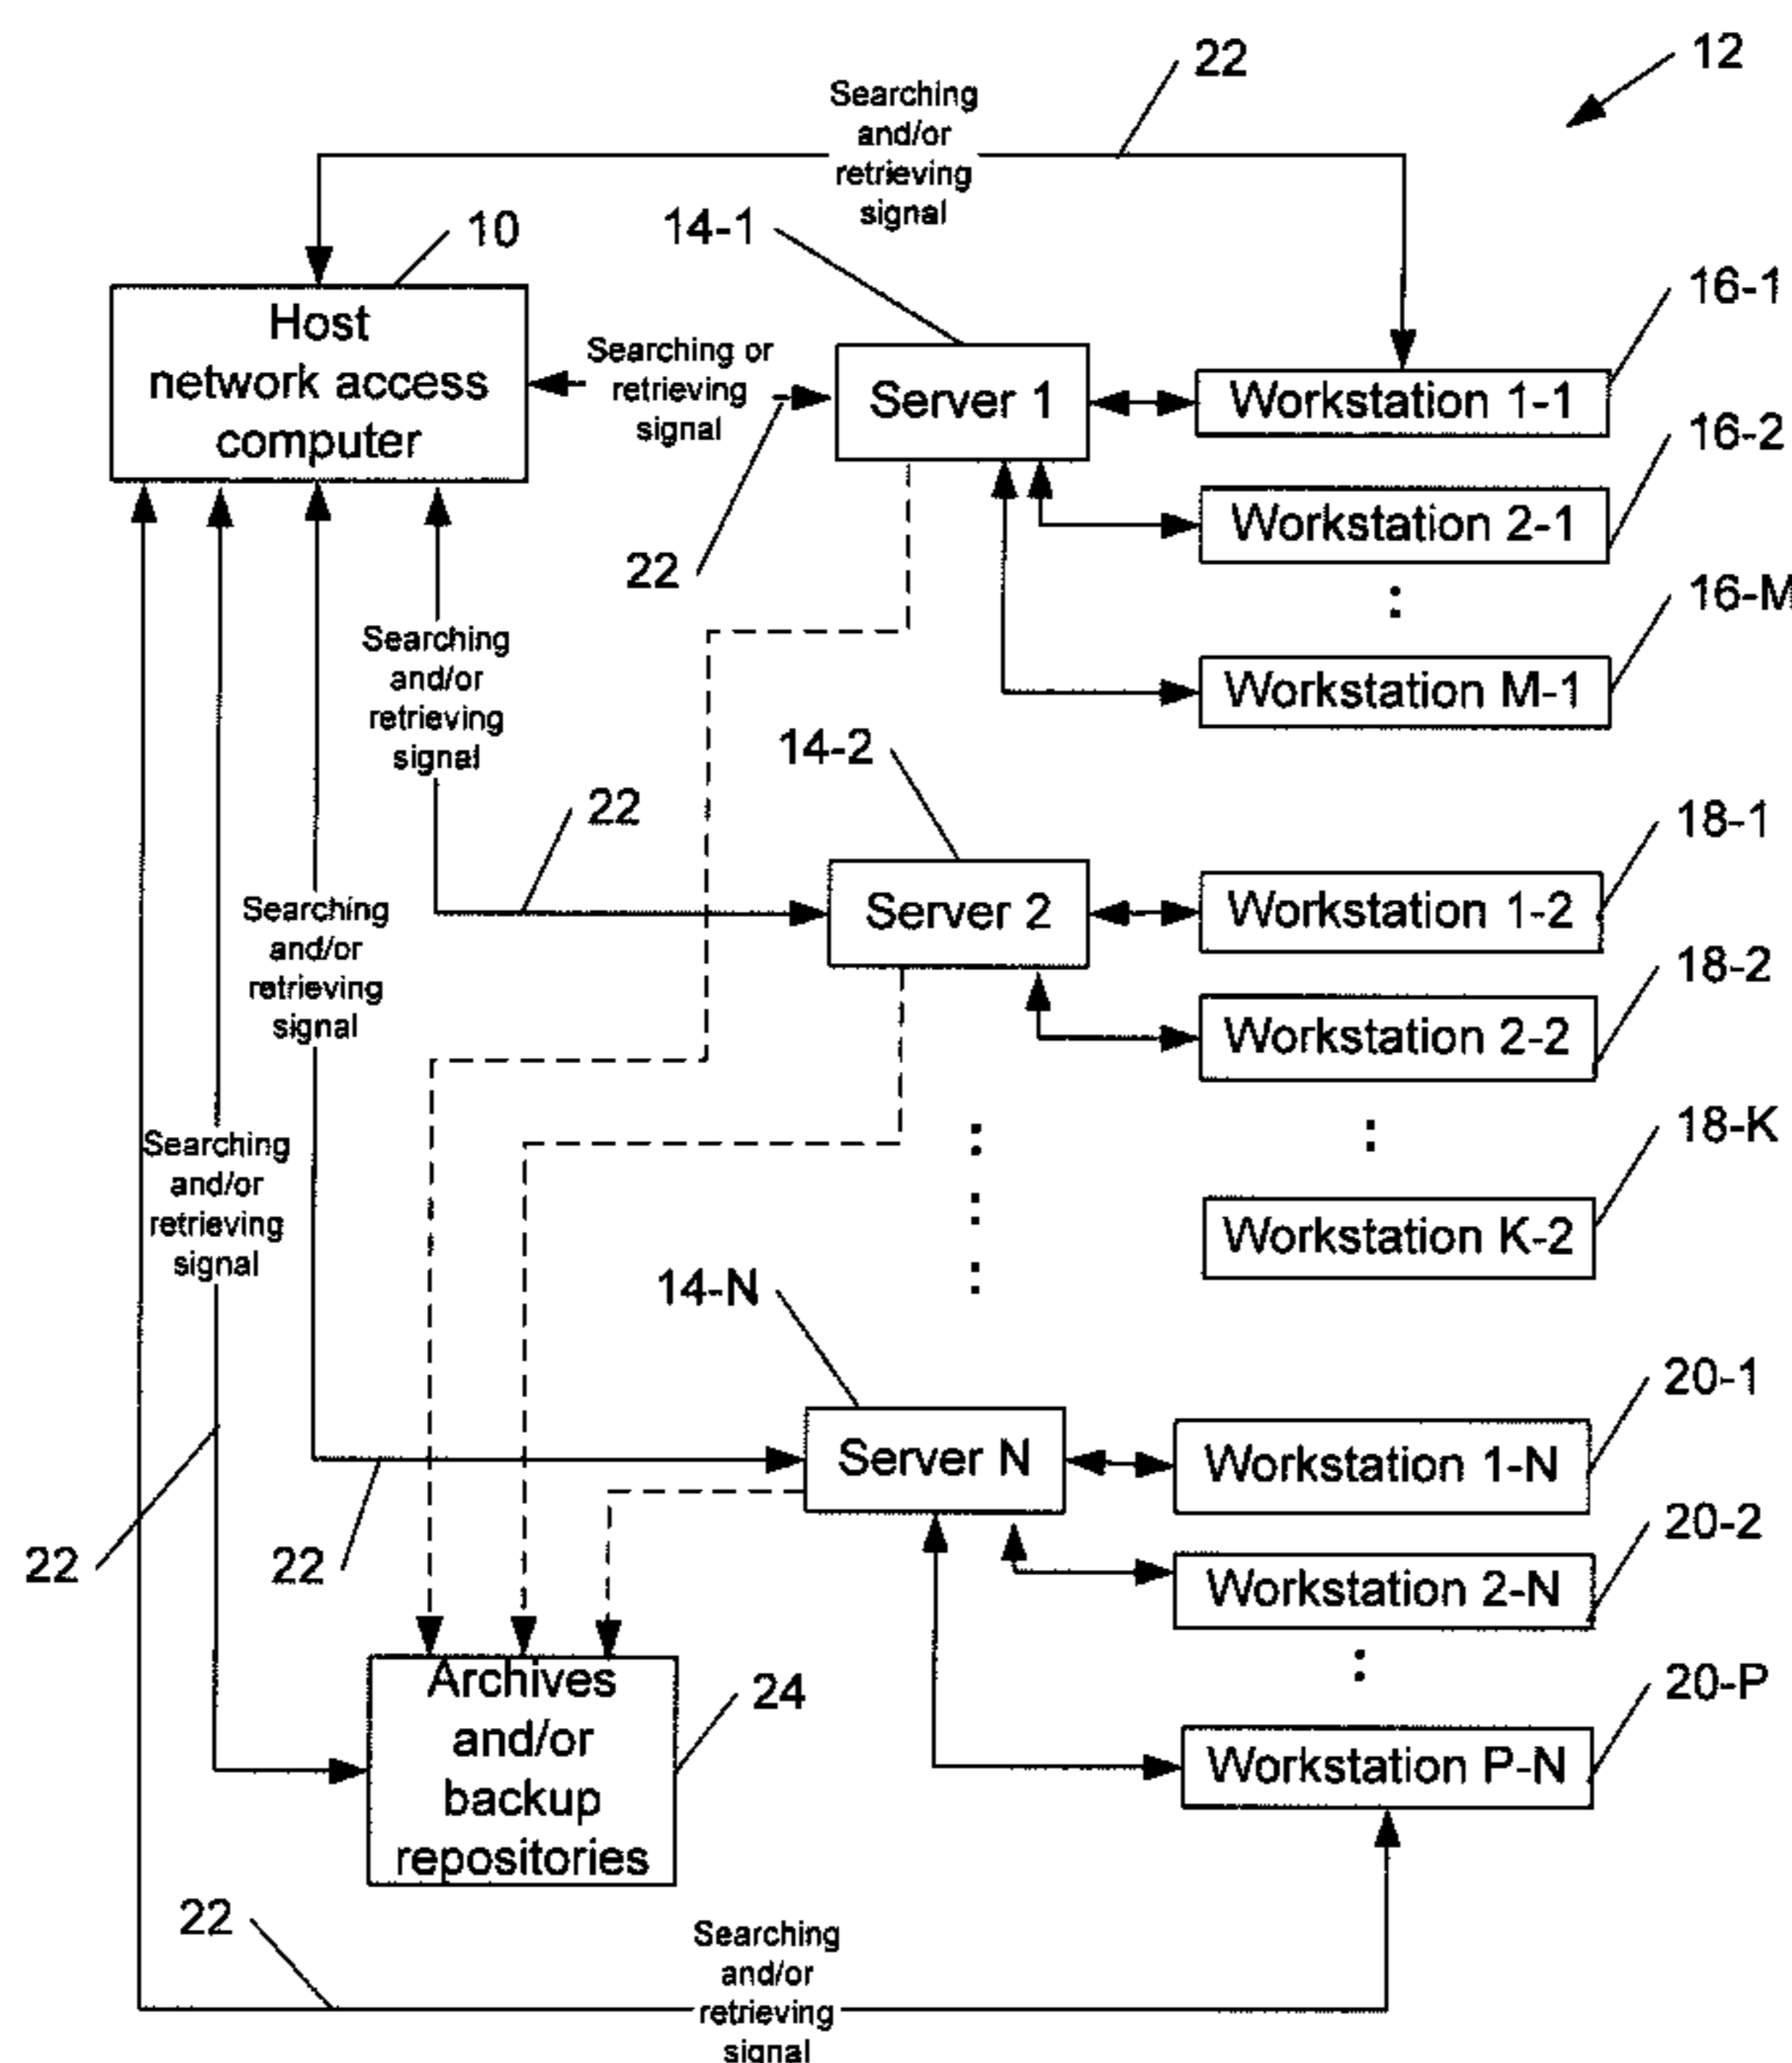 22
12
Searching
and/or
retrieving
signal
10
14-1
16-1
Host
network access
computer
Searching or
retrieving
signal
Server 1
Workstation 1-1
16-2
22
Workstation 2-1
16-M
Searching
and/or
retrieving
signal
Workstation M-1
14-2
22
18-1
Server 2
Workstation 1-2
Searching
and/or
retrieving
signal
18-2
Workstation 2-2
18-K
Searching
and/or
retrieving
signal
Workstation K-2
14-N
20-1
Server N
Workstation 1-N
22
22
20-2
Workstation 2-N
Archives
and/or
backup
repositories
24
20-P
Workstation P-N
22
Searching
and/or
retrieving
signal